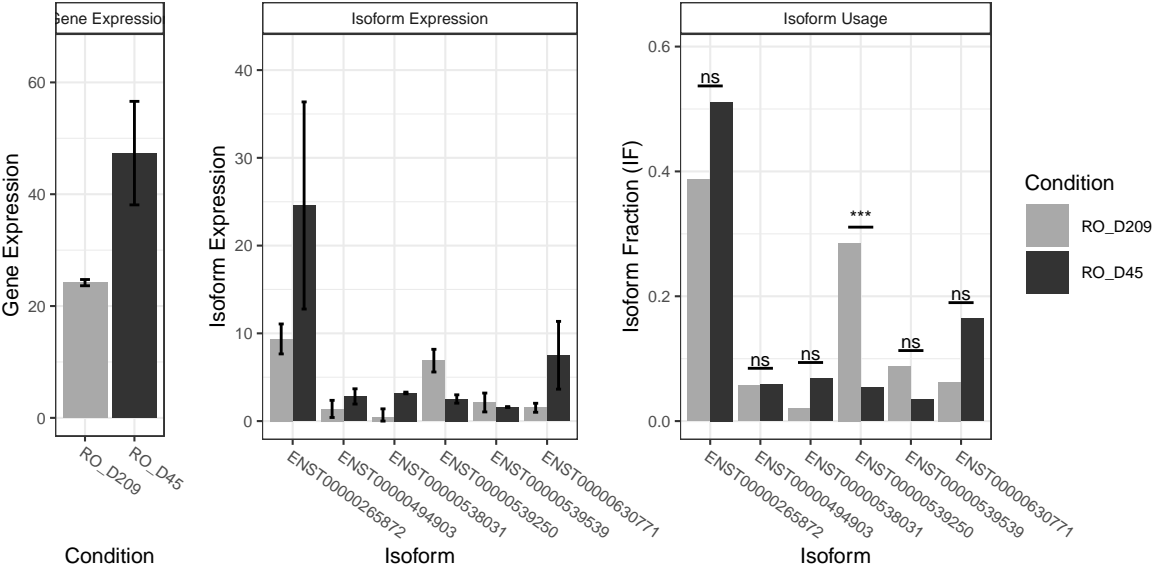 Gene Expression
Isoform Expression
Isoform Usage
Gene Expression
60
40
20
0
RO_D209
RO_D45
Condition
Isoform Expression
40
30
20
10
0
ENST00000265872
ENST00000494903
ENST00000538031
ENST00000539250
ENST00000539539
ENST00000630771
Isoform
Isoform Fraction (IF)
0.6
0.4
0.2
0.0
ns
ns
ns
***
ns
ns
ENST00000265872
ENST00000494903
ENST00000538031
ENST00000539250
ENST00000539539
ENST00000630771
Isoform
Condition
RO_D209
RO_D45